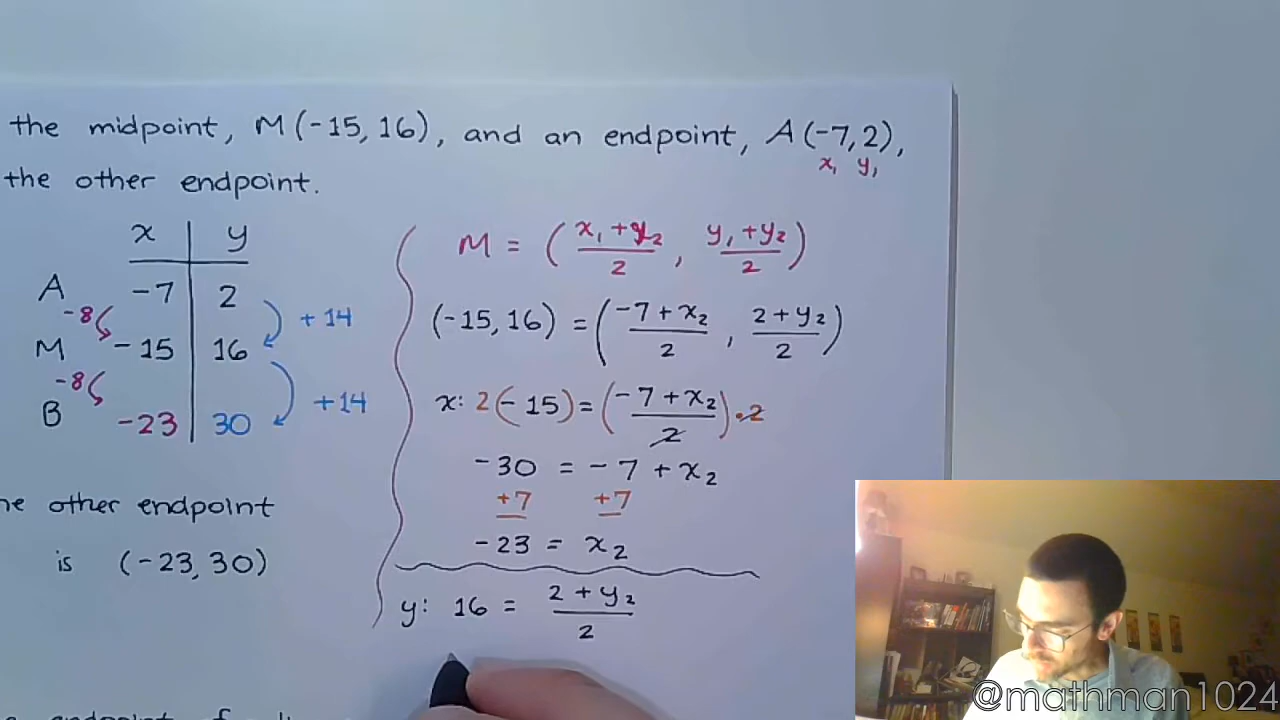 the midpoint, M(-15, 16), and an endpoint, A(-7, 2),
x₁ y₁
the other endpoint.
x y
A -7 2
-8 +14
M -15 16
-8 +14
B -23 30
he other endpoint
is (-23, 30)
M = (x₁ + x₂ / 2, y₁ + y₂ / 2)
(-15, 16) = (-7 + x₂ / 2, 2 + y₂ / 2)
x: 2(-15) = (-7 + x₂ / 2) • 2
-30 = -7 + x₂
+7 +7
-23 = x₂
y: 16 = 2 + y₂ / 2
@mathman1024